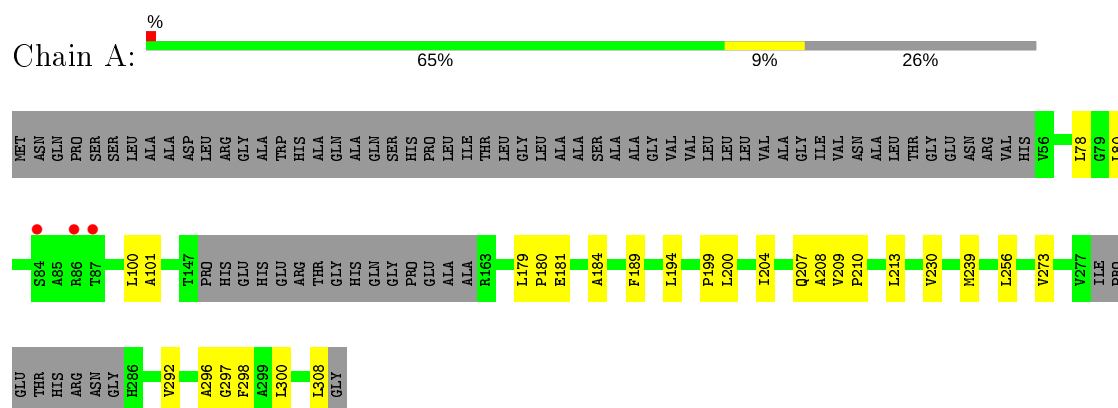 %
Chain A:
65% 9% 26%
MET ASN GLN PRO SER SER LEU ALA ALA ASP LEU ARG GLY ALA TRP HIS ALA GLN ALA GLN SER HIS PRO LEU ILE THR LEU GLY LEU ALA ALA SER ALA ALA GLY VAL VAL LEU LEU LEU VAL ALA GLY ILE VAL ASN ALA LEU THR GLY GLU ASN ARG VAL HIS V56 L78 G79 L80
S84 A85 R86 T87 L100 A101 T147 PRO HIS GLU HIS GLU ARG THR GLY HIS GLN GLY PRO GLU ALA ALA R163 L179 P180 E181 A184 F189 L194 P199 L200 I204 Q207 A208 V209 P210 L213 V230 M239 L256 V273 V277 ILE PRO
GLU THR HIS ARG ASN GLY H286 V292 A296 G297 F298 A299 L300 L308 GLY